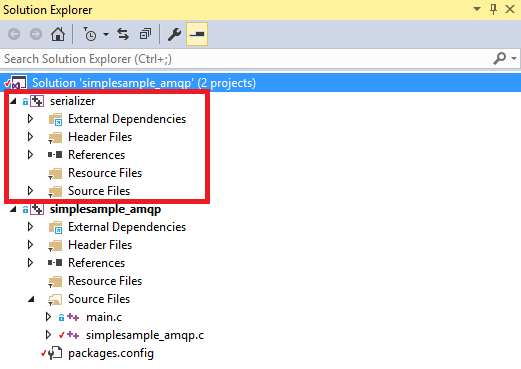 Solution Explorer
Search Solution Explorer (Ctrl+;)
Solution 'simplesample_amqp' (2 projects)
serializer
External Dependencies
Header Files
References
Resource Files
Source Files
simplesample_amqp
External Dependencies
Header Files
References
Resource Files
Source Files
main.c
simplesample_amqp.c
packages.config